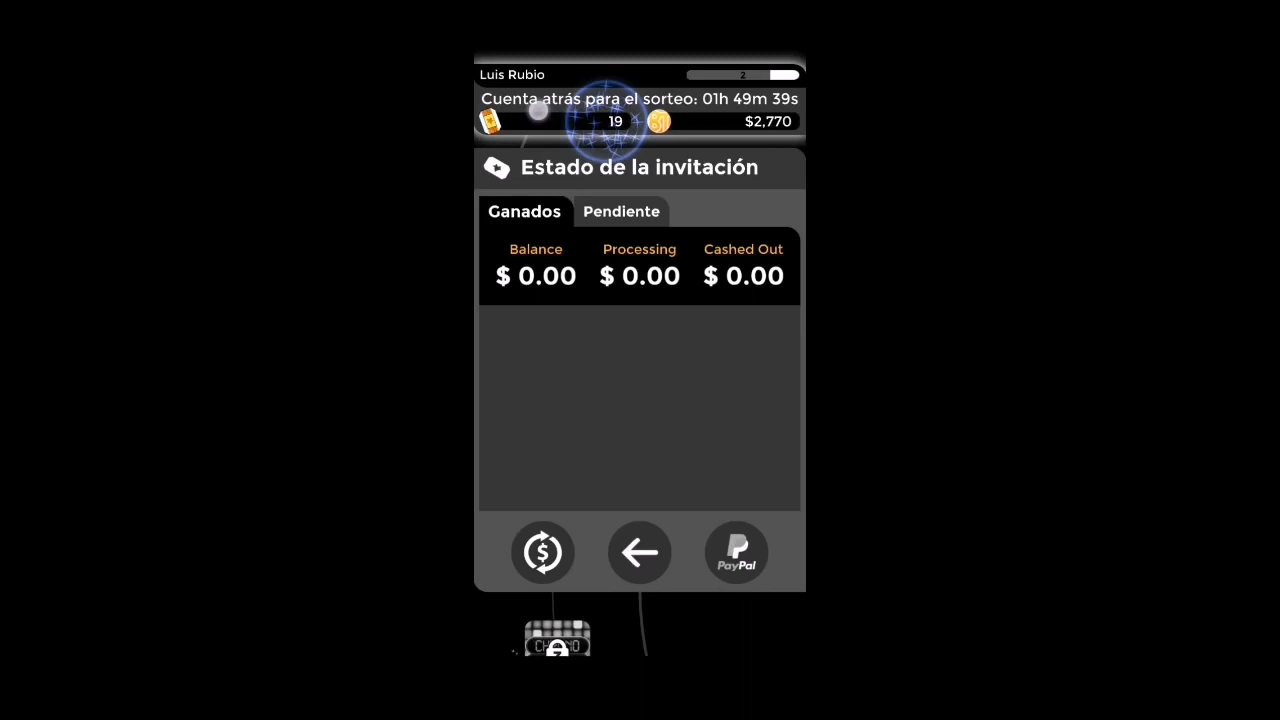 Luis Rubio
2
Cuenta atrás para el sorteo: 01h 49m 39s
19
$2,770
Estado de la invitación
Ganados
Pendiente
Balance Processing Cashed Out
$ 0.00 $ 0.00 $ 0.00
$
PayPal